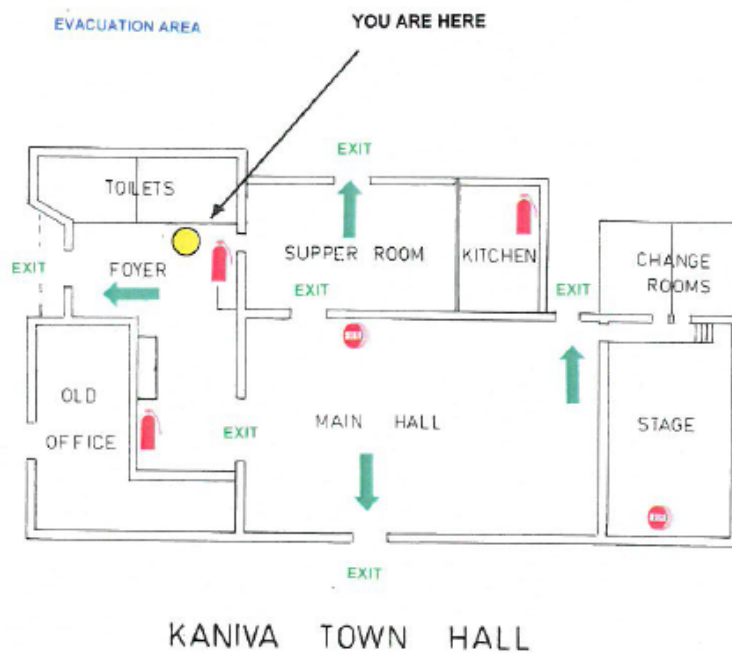 EVACUATION AREA
YOU ARE HERE
EXIT
TOILETS
SUPPER ROOM
KITCHEN
CHANGE
ROOMS
EXIT
FOYER
EXIT
EXIT
OLD
OFFICE
EXIT
MAIN HALL
STAGE
EXIT
KANIVA TOWN HALL